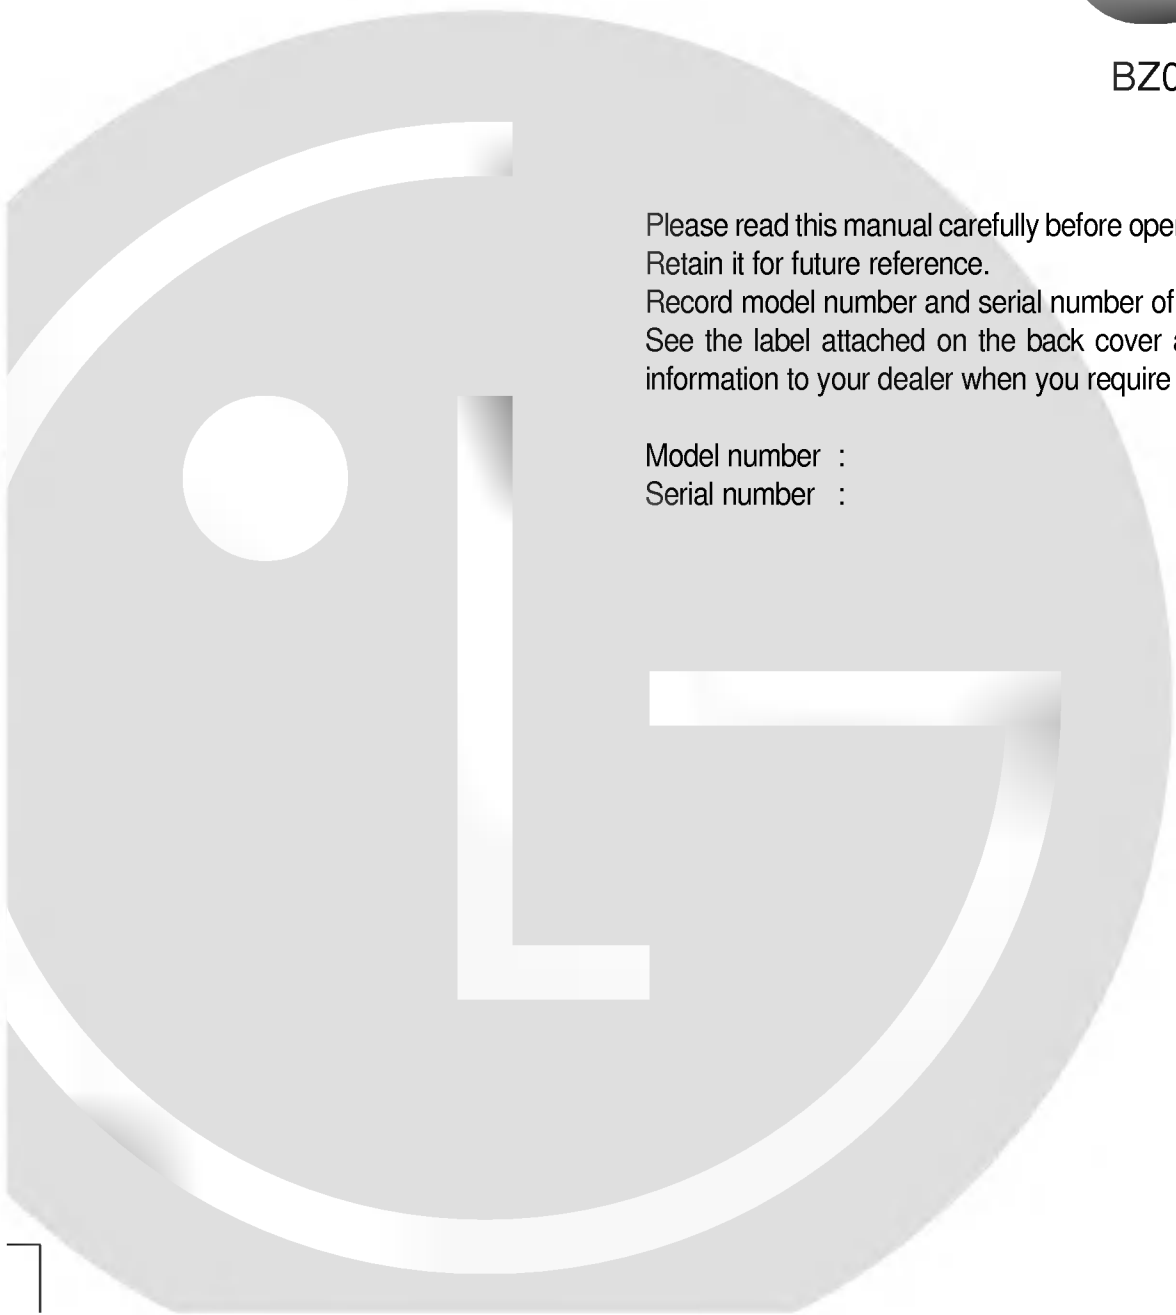 BZ0
Please read this manual carefully before oper
Retain it for future reference.
Record model number and serial number of
See the label attached on the back cover a
information to your dealer when you require
Model number :
Serial number :